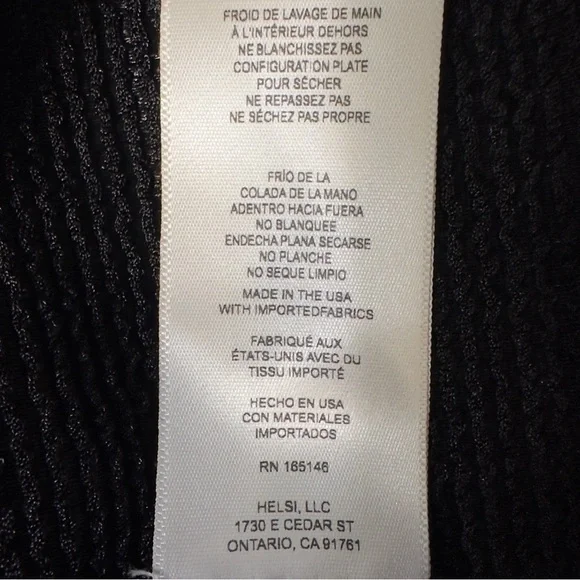 FROID DE LAVAGE DE MAIN
À L'INTÉRIEUR DEHORS
NE BLANCHISSEZ PAS
CONFIGURATION PLATE
POUR SÉCHER
NE REPASSEZ PAS
NE SÉCHEZ PAS PROPRE
FRÍO DE LA
COLADA DE LA MANO
ADENTRO HACIA FUERA
NO BLANQUEE
ENDECHA PLANA SECARSE
NO PLANCHE
NO SEQUE LIMPIO
MADE IN THE USA
WITH IMPORTEDFABRICS
FABRIQUÉ AUX
ÉTATS-UNIS AVEC DU
TISSU IMPORTÉ
HECHO EN USA
CON MATERIALES
IMPORTADOS
RN 165146
HELSI, LLC
1730 E CEDAR ST
ONTARIO, CA 91761